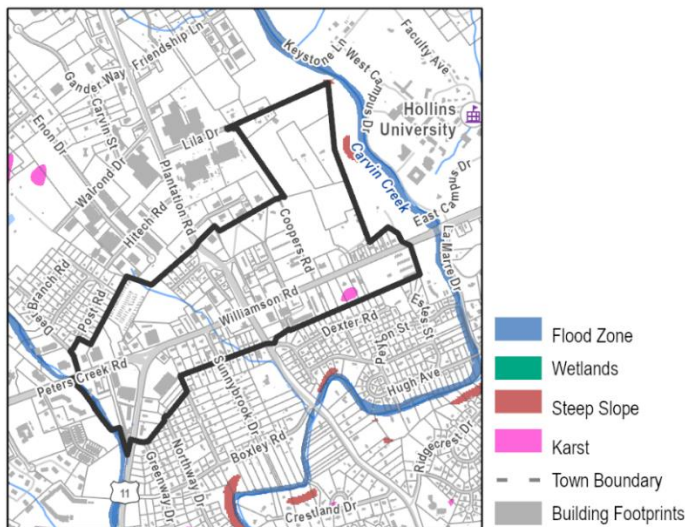 Friendship Ln
Keystone Ln
Gander Way
Carvin St
West Campus Dr
Faculty Ave
Hollins
University
Enon Dr
Walrond Dr
Lila Dr
Plantation Rd
Hitech Rd
Carvin Creek
East Campus Dr
La Marre Dr
Coopers Rd
Deer Branch Rd
Post Rd
Williamson Rd
Estes St
Dexter Rd
Peyton St
Peters Creek Rd
Sunnybrook Dr
Hugh Ave
Boxley Rd
Ridgecrest Dr
Northway Dr
Greenway Dr
11
Crestland Dr
Flood Zone
Wetlands
Steep Slope
Karst
Town Boundary
Building Footprints